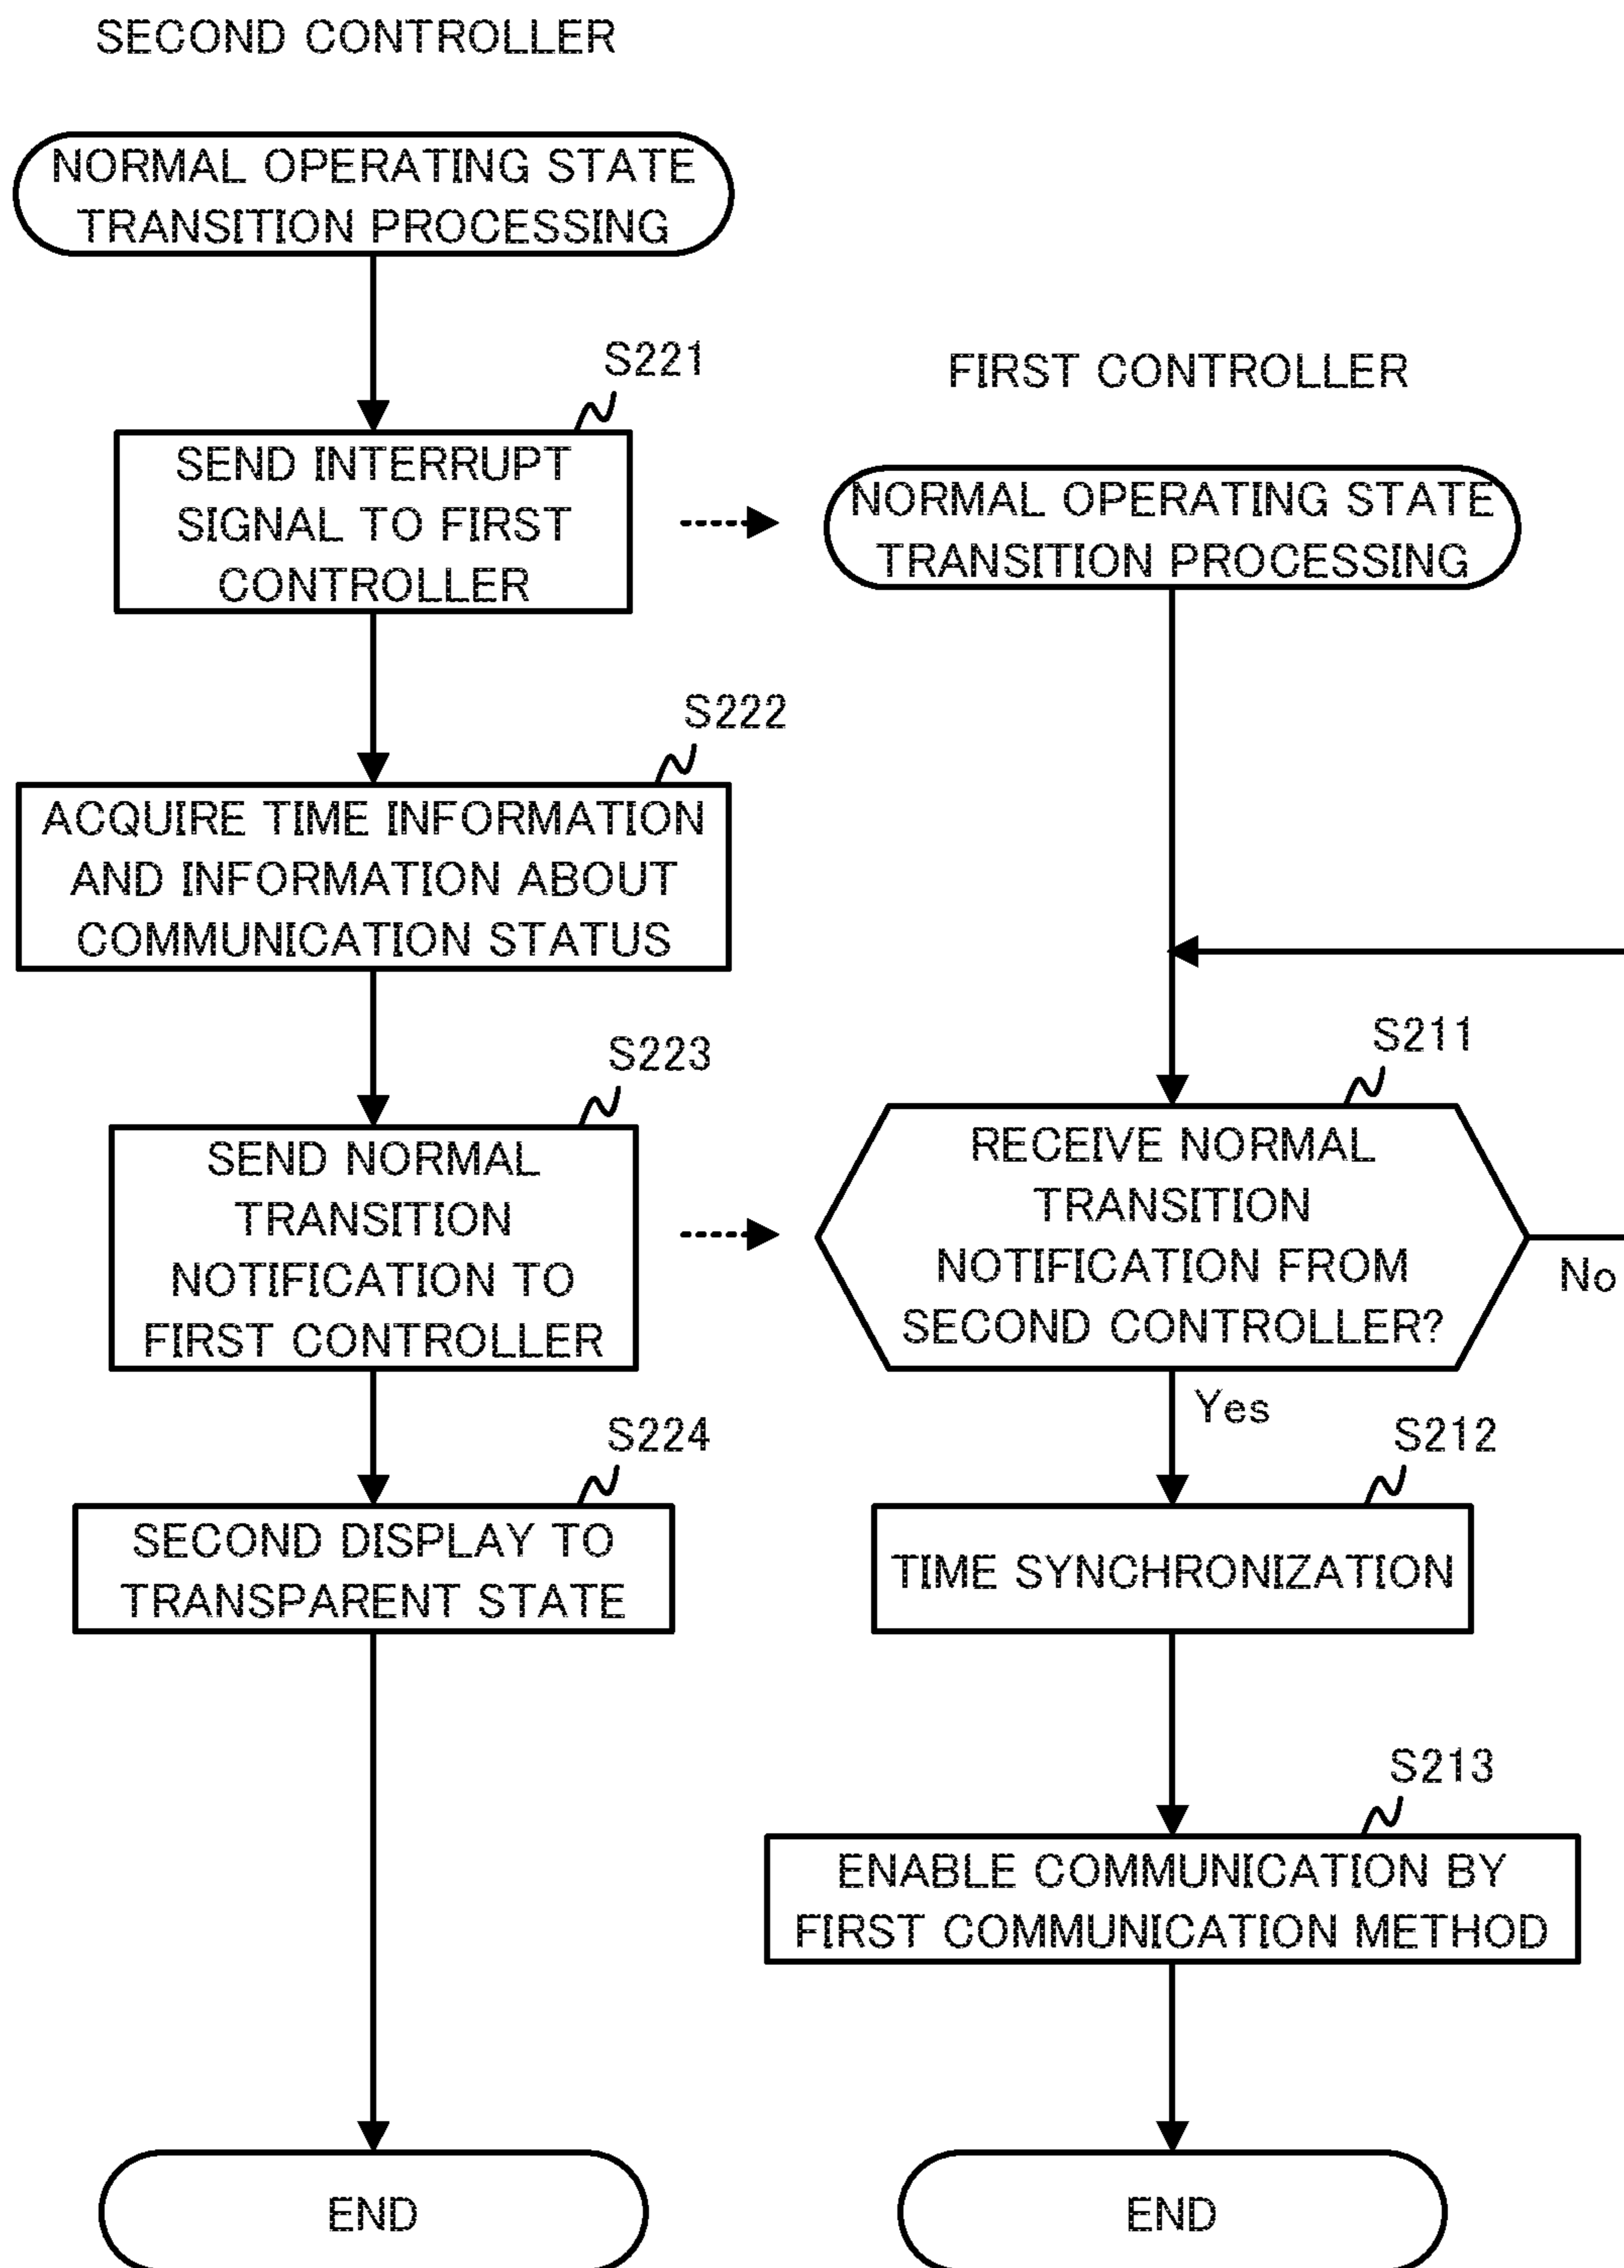 SECOND CONTROLLER
NORMAL OPERATING STATE
TRANSITION PROCESSING
S221
SEND INTERRUPT
SIGNAL TO FIRST
CONTROLLER
S222
ACQUIRE TIME INFORMATION
AND INFORMATION ABOUT
COMMUNICATION STATUS
S223
SEND NORMAL
TRANSITION
NOTIFICATION TO
FIRST CONTROLLER
S224
SECOND DISPLAY TO
TRANSPARENT STATE
END
FIRST CONTROLLER
NORMAL OPERATING STATE
TRANSITION PROCESSING
S211
RECEIVE NORMAL
TRANSITION
NOTIFICATION FROM
SECOND CONTROLLER?
No
Yes
S212
TIME SYNCHRONIZATION
S213
ENABLE COMMUNICATION BY
FIRST COMMUNICATION METHOD
END